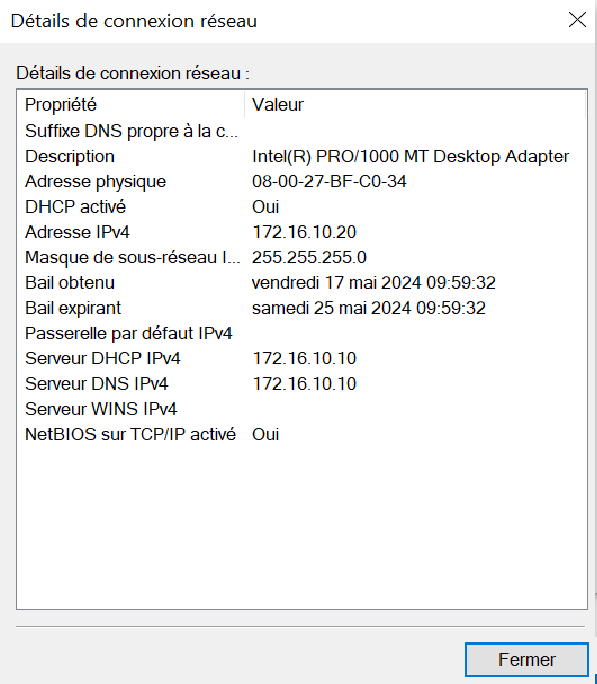 Détails de connexion réseau
Détails de connexion réseau :
Propriété Valeur
Suffixe DNS propre à la c...
Description Intel(R) PRO/1000 MT Desktop Adapter
Adresse physique 08-00-27-BF-C0-34
DHCP activé Oui
Adresse IPv4 172.16.10.20
Masque de sous-réseau I... 255.255.255.0
Bail obtenu vendredi 17 mai 2024 09:59:32
Bail expirant samedi 25 mai 2024 09:59:32
Passerelle par défaut IPv4
Serveur DHCP IPv4 172.16.10.10
Serveur DNS IPv4 172.16.10.10
Serveur WINS IPv4
NetBIOS sur TCP/IP activé Oui
Fermer